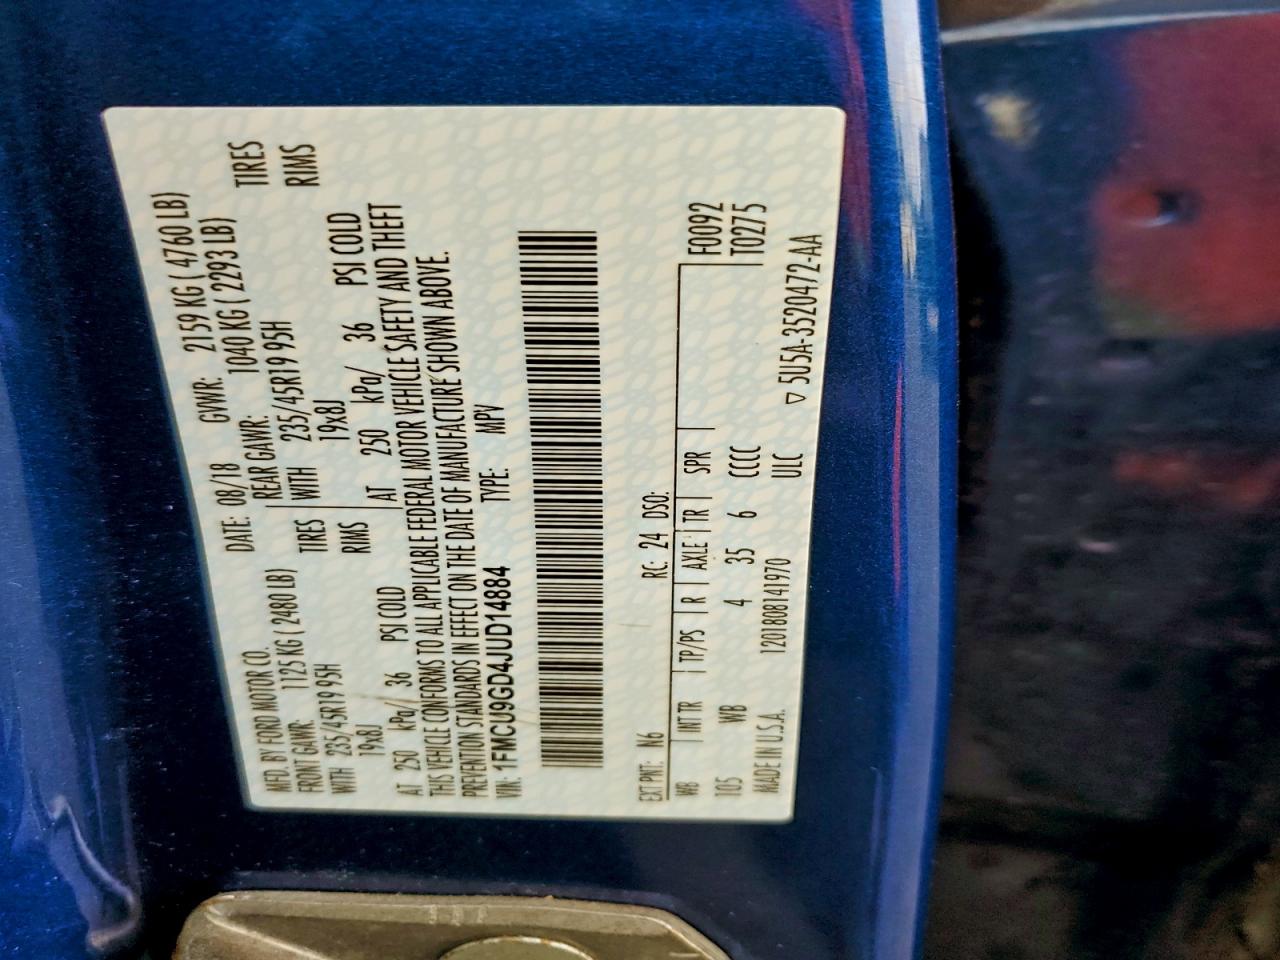 MFD. BY FORD MOTOR CO. DATE: 08/18 GVWR: 2159 KG ( 4760 LB)
FRONT GAWR: 1125 KG ( 2480 LB) REAR GAWR: 1040 KG ( 2293 LB)
WITH 235/45R19 95H TIRES WITH 235/45R19 95H TIRES
19x8J RIMS 19x8J RIMS
AT 250 kPa/ 36 PSI COLD AT 250 kPa/ 36 PSI COLD
THIS VEHICLE CONFORMS TO ALL APPLICABLE FEDERAL MOTOR VEHICLE SAFETY AND THEFT
PREVENTION STANDARDS IN EFFECT ON THE DATE OF MANUFACTURE SHOWN ABOVE.
VIN: 1FMCU9GD4JUD14884 TYPE: MPV
F0092
EXT PNT: N6 RC: 24 DSO: T0275
WB INT TR TP/PS R AXLE TR SPR
105 WB 4 35 6 CCCC
MADE IN U.S.A. 1201808141970 ULC ▽ 5U5A-3520472-AA